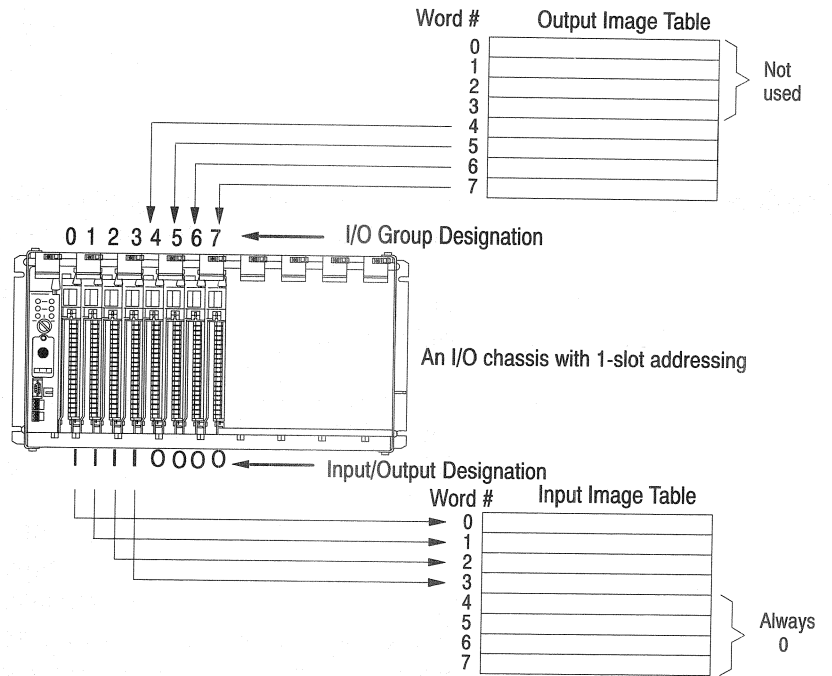 Word # Output Image Table
0
1
2
3
4
5
6
7
Not
used
0 1 2 3 4 5 6 7
I/O Group Designation
An I/O chassis with 1-slot addressing
I I I I O O O O
Input/Output Designation
Word # Input Image Table
0
1
2
3
4
5
6
7
Always
0